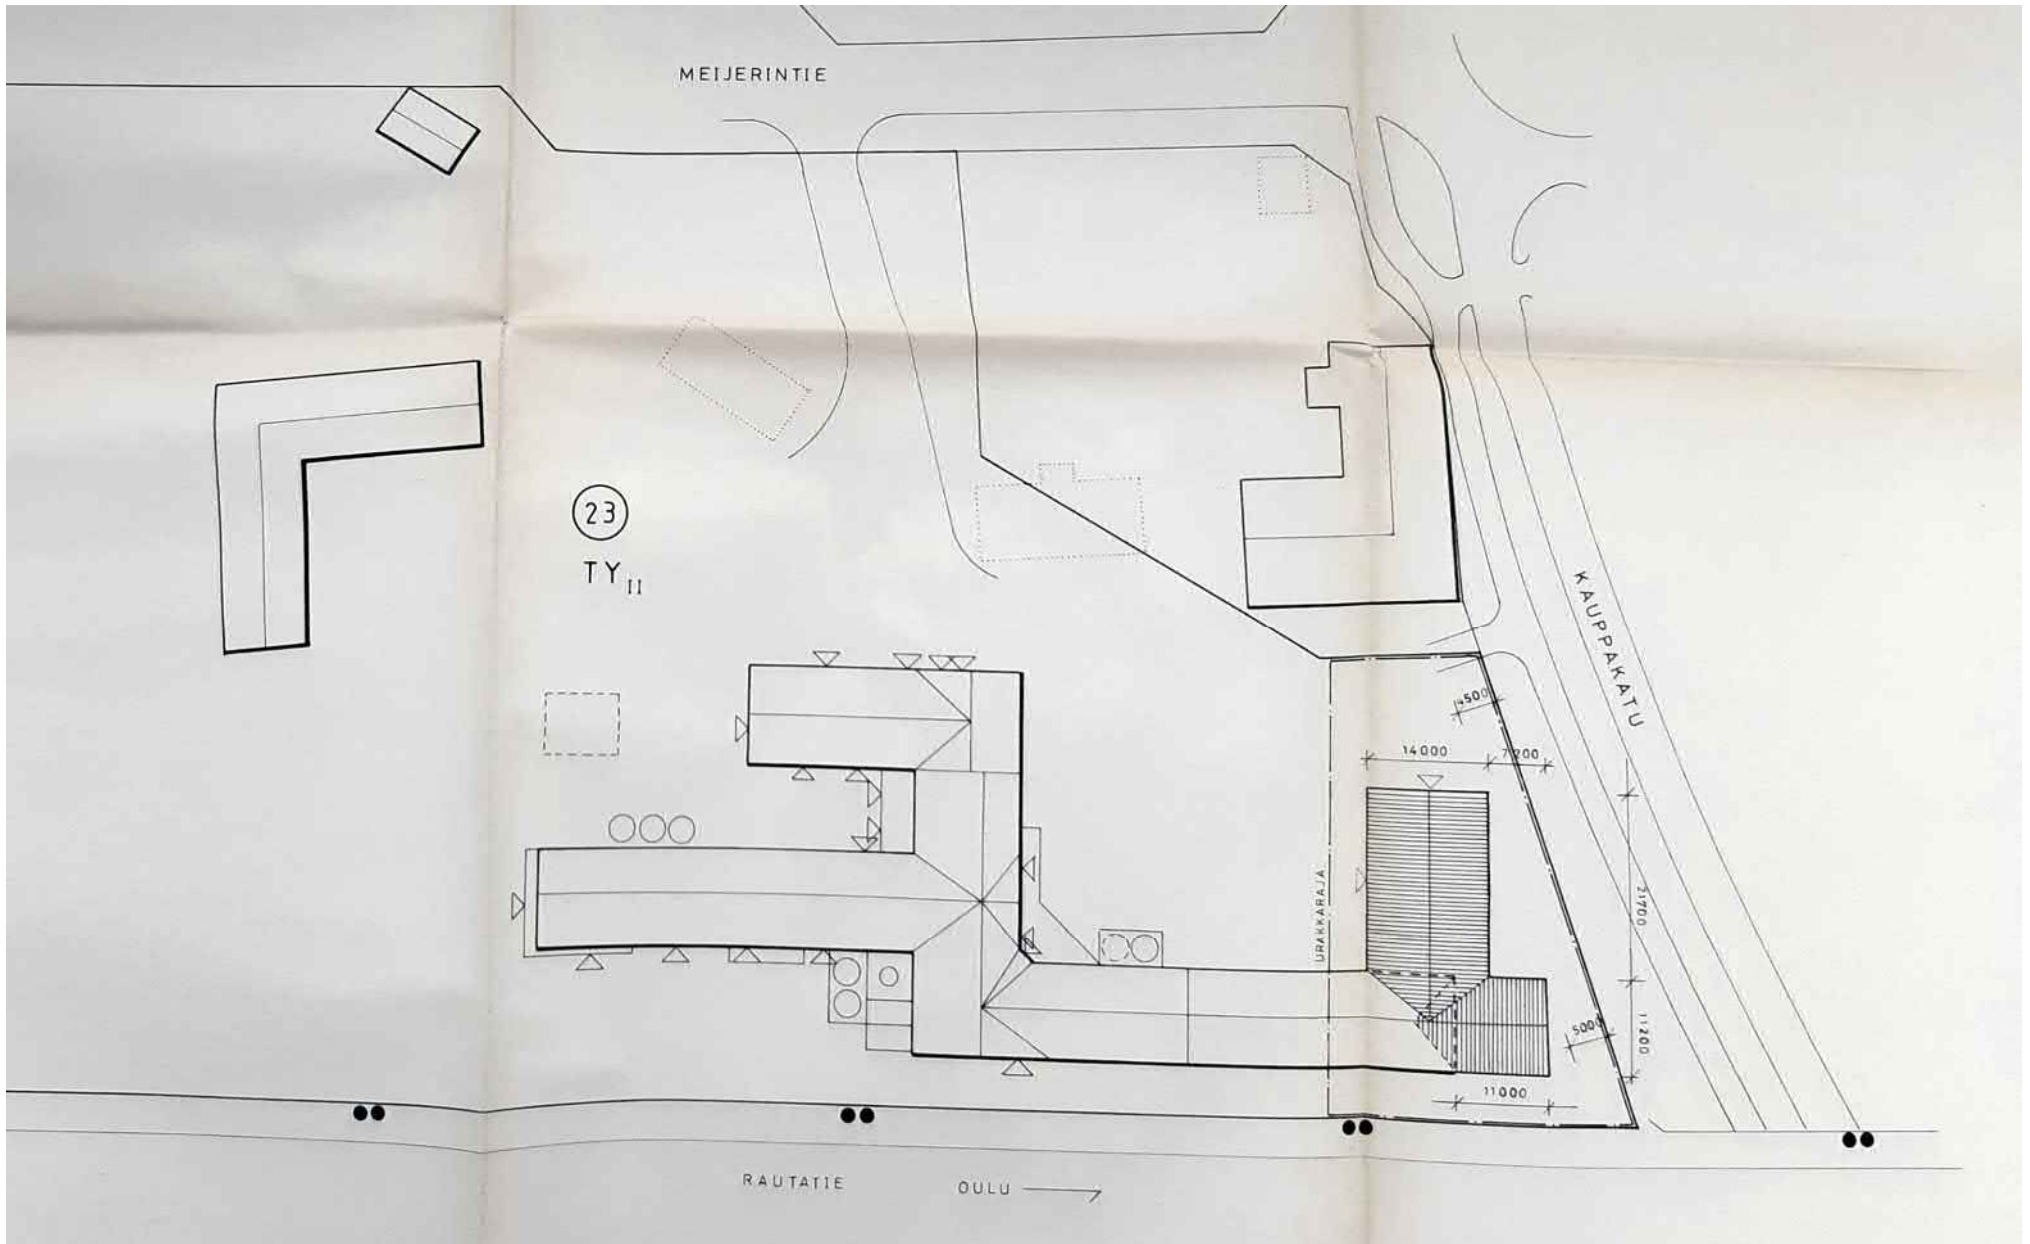 MEIJERINTIE
23
TY II
KAUPPAKATU
4500
14000
7200
URAKKARAJA
21700
5000
11200
11000
RAUTATIE
OULU